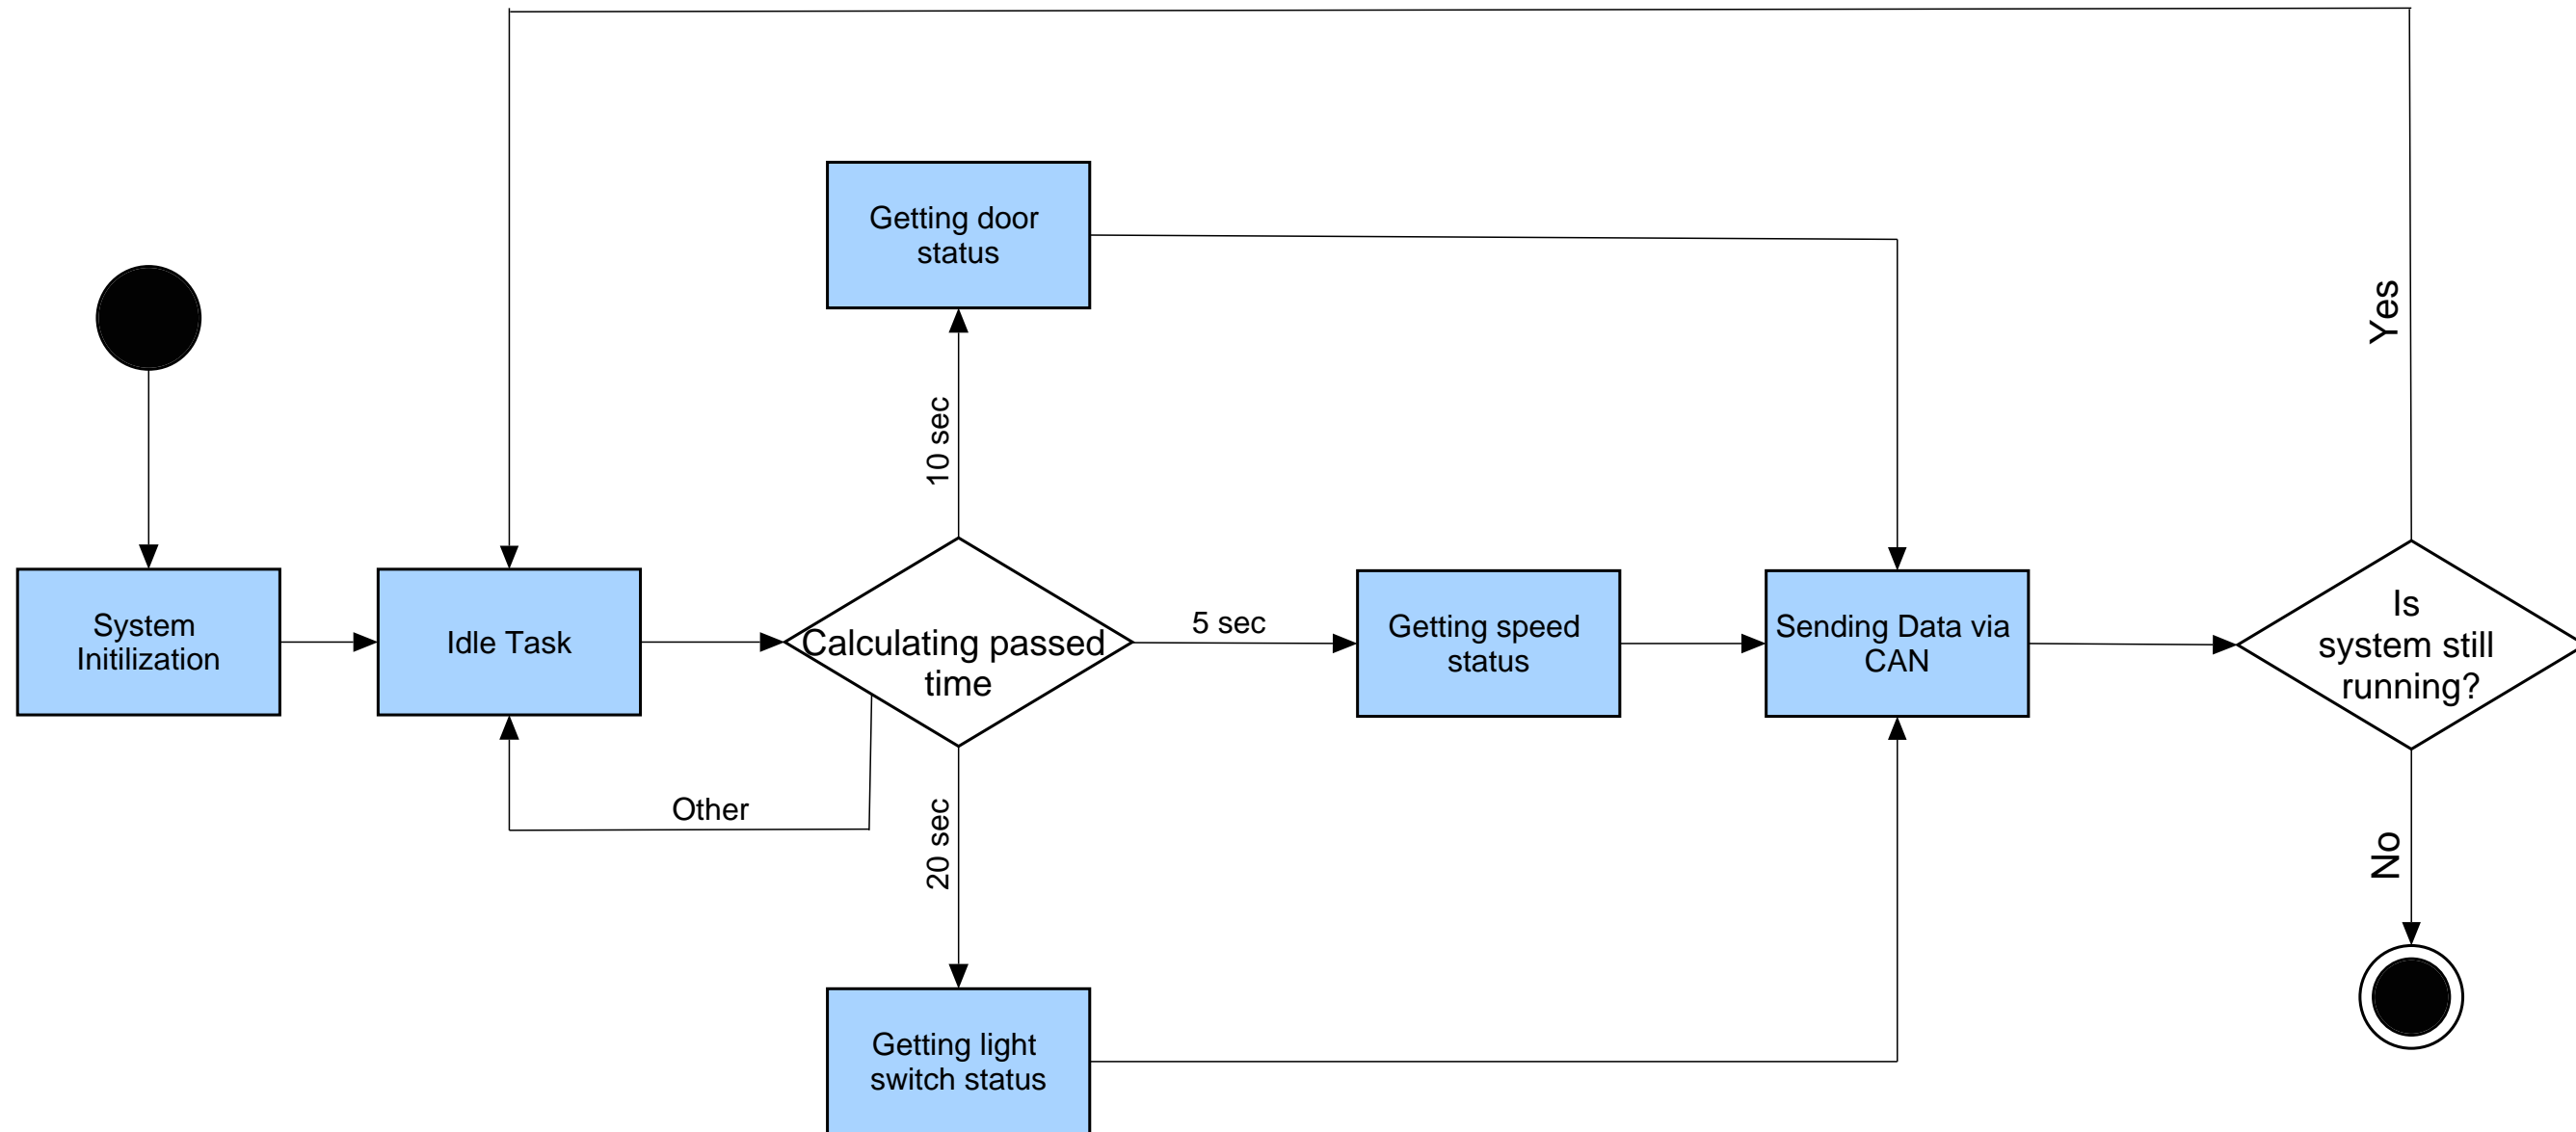 Getting door
status
Yes
10 sec
System
Initilization
Idle Task
Calculating passed
time
5 sec
Getting speed
status
Sending Data via
CAN
Is
system still
running?
Other
20 sec
No
Getting light
switch status